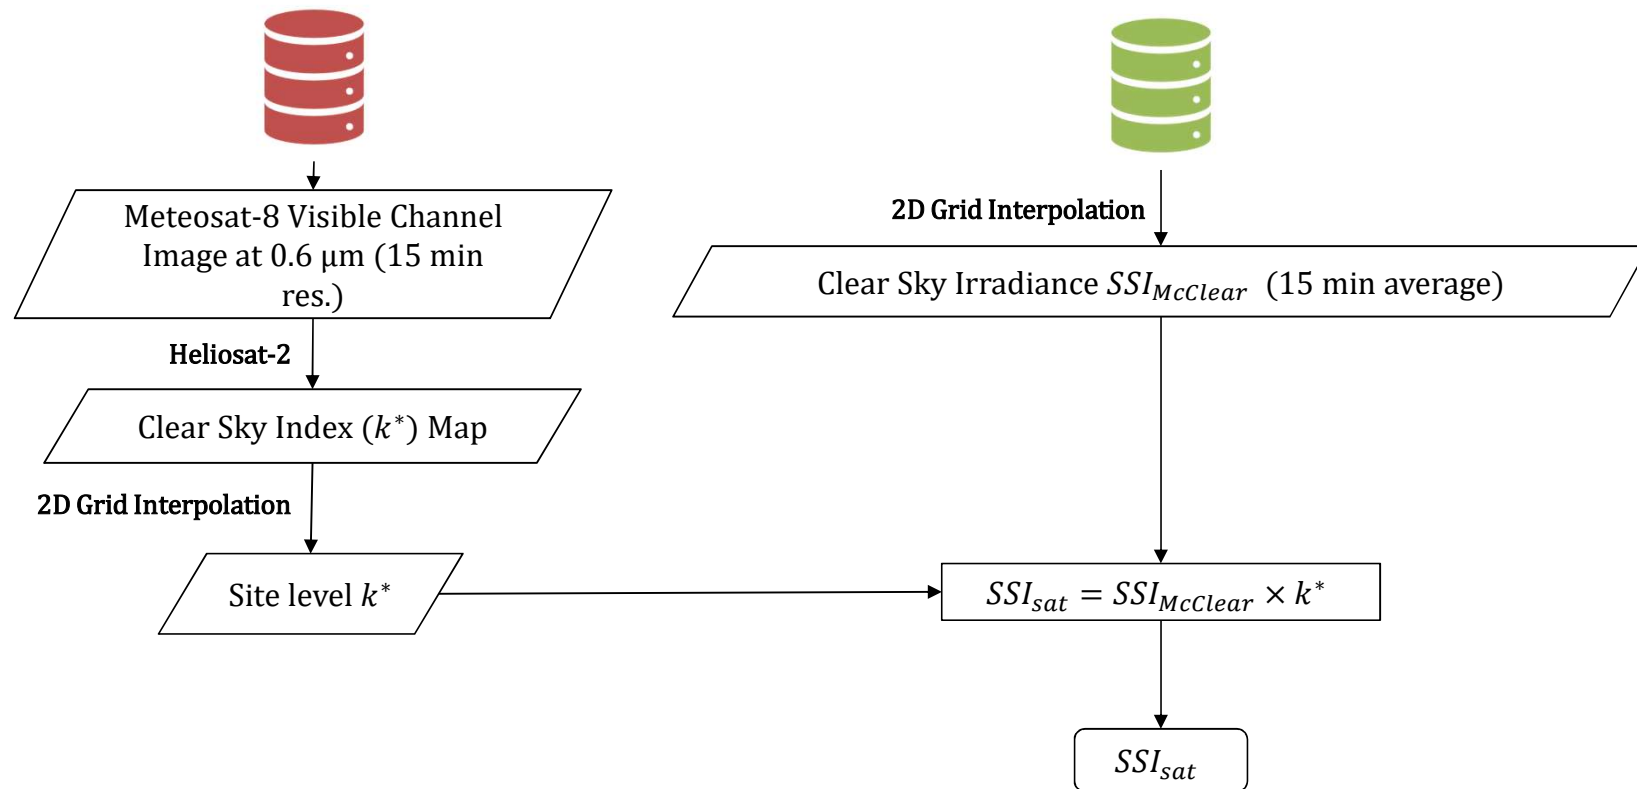 Meteosat-8 Visible Channel
Image at 0.6 μm (15 min
res.)
Heliosat-2
Clear Sky Index (k*) Map
2D Grid Interpolation
Site level k*
2D Grid Interpolation
Clear Sky Irradiance SSI_McClear (15 min average)
SSI_sat = SSI_McClear × k*
SSI_sat